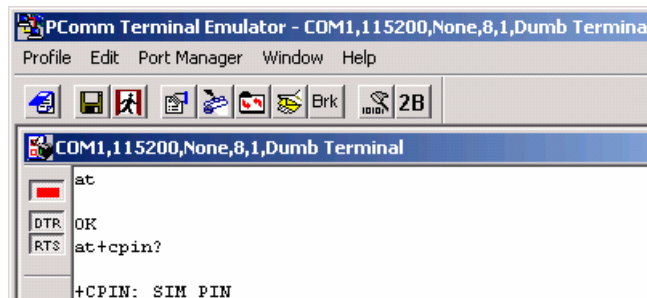 PComm Terminal Emulator - COM1,115200,None,8,1,Dumb Termina
Profile Edit Port Manager Window Help
Brk 2B
COM1,115200,None,8,1,Dumb Terminal
at
DTR OK
RTS at+cpin?
+CPIN: SIM PIN